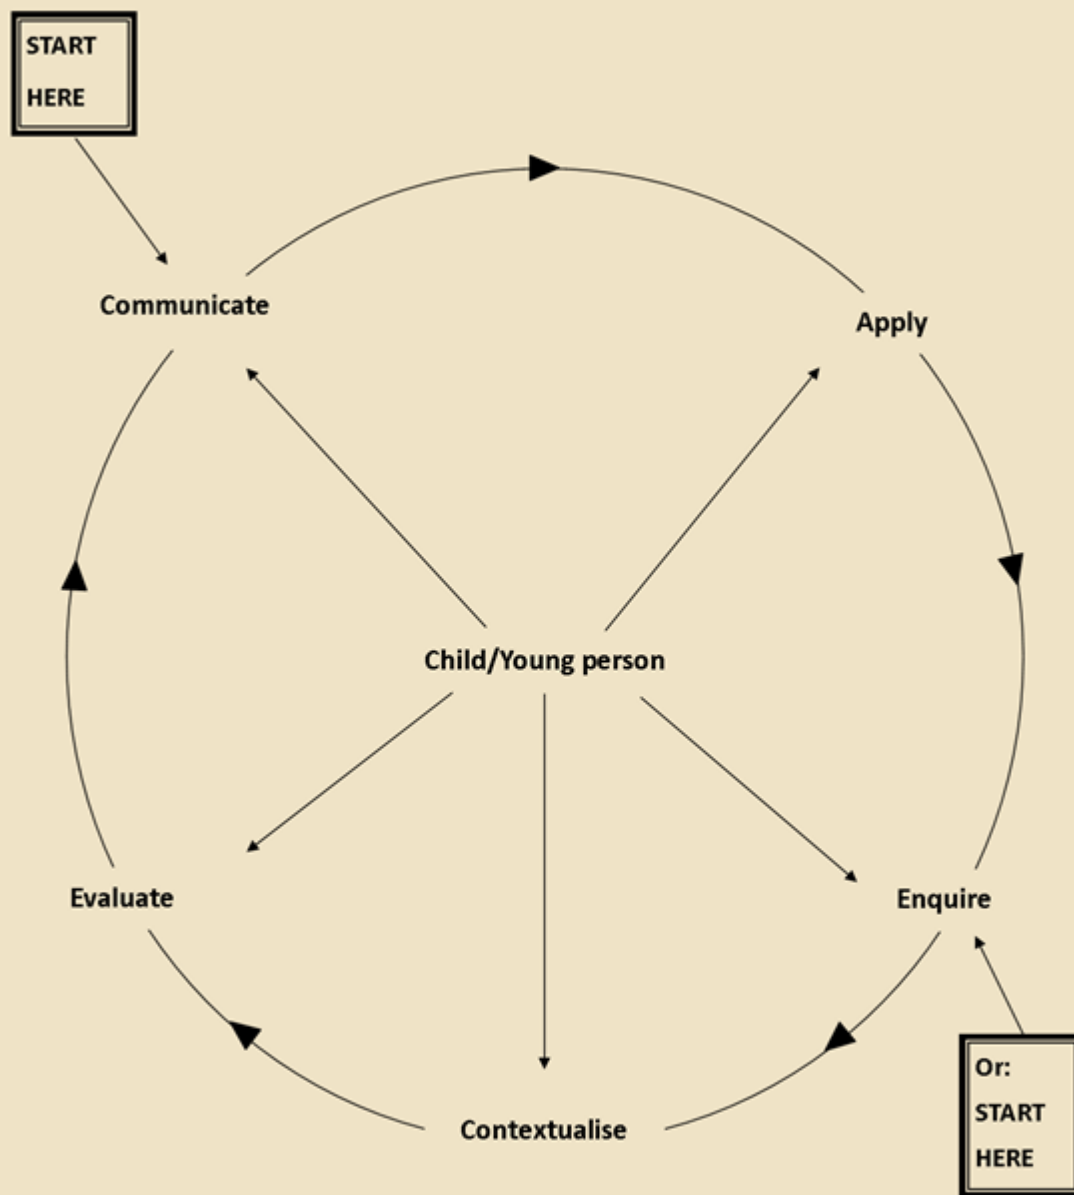 START
HERE
Communicate
Apply
Child/Young person
Evaluate
Enquire
Contextualise
Or:
START
HERE